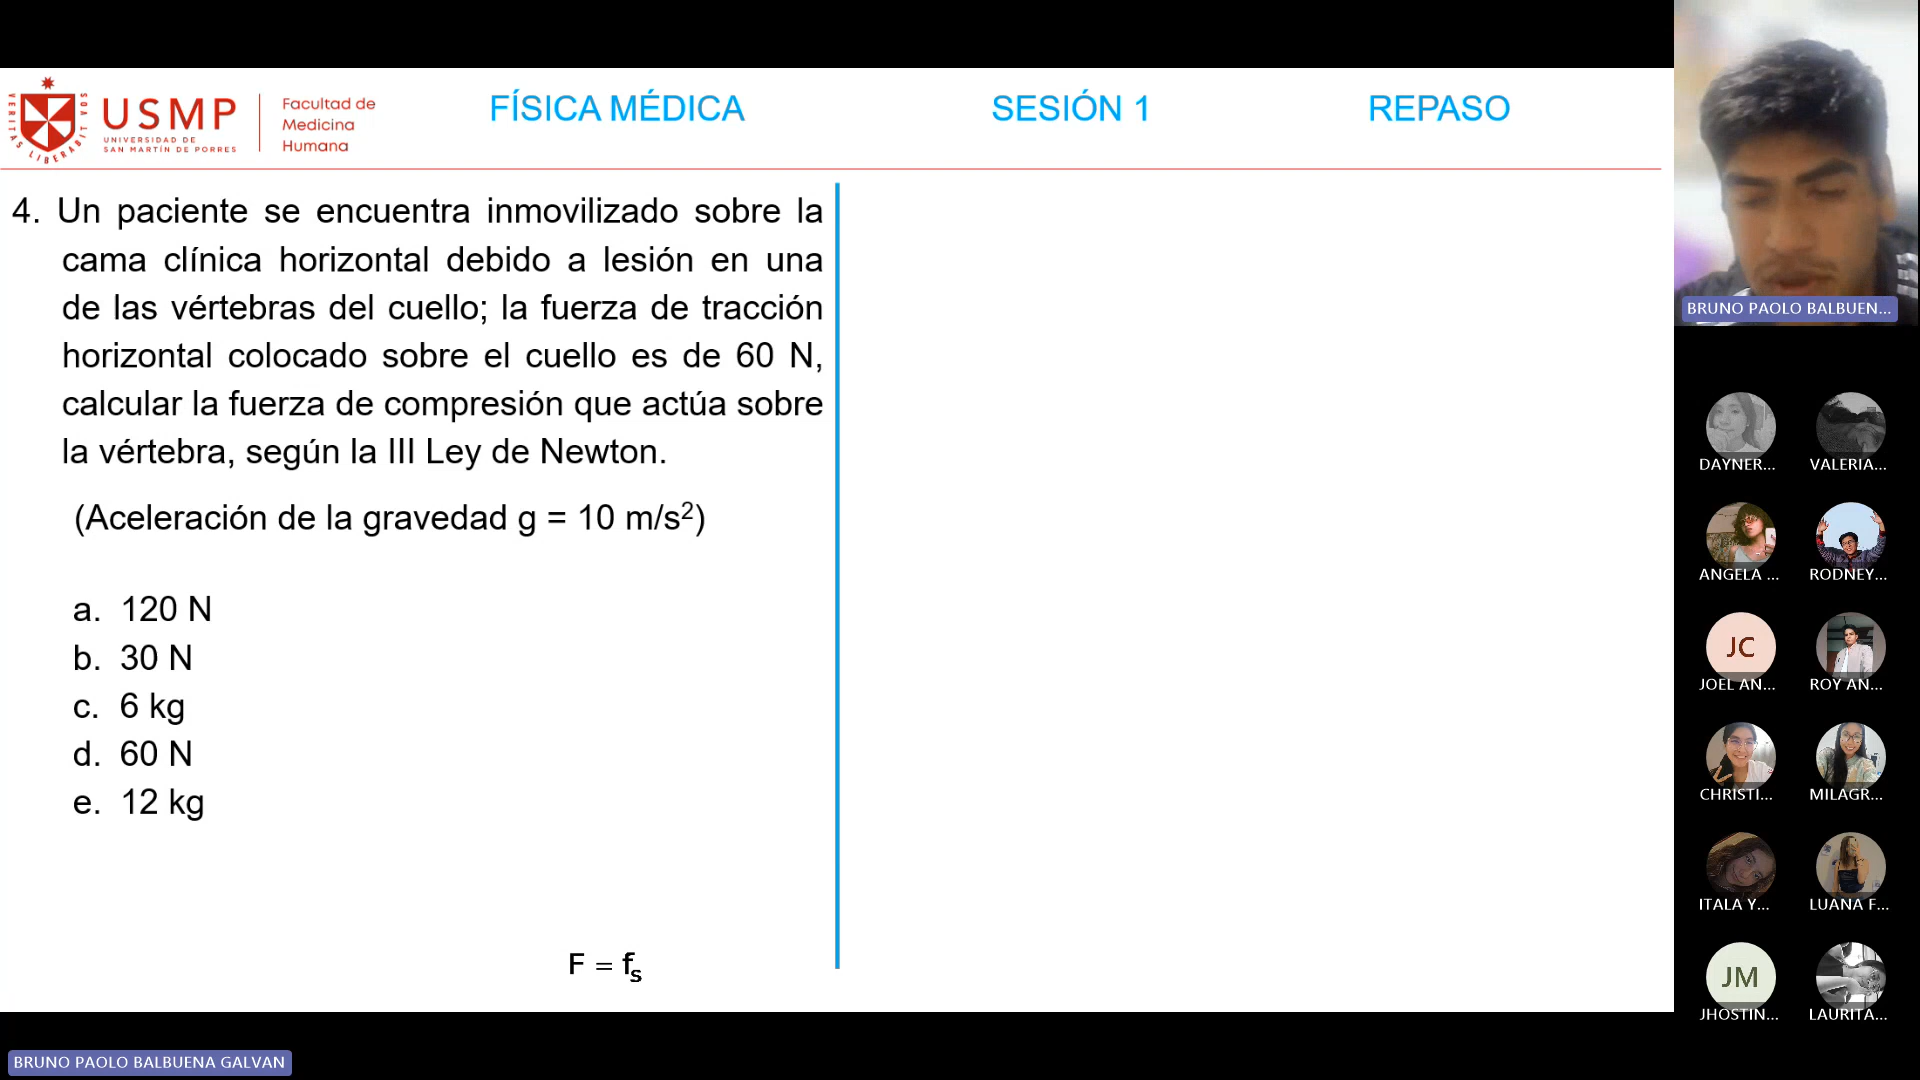 VERITAS LIBERABIT VOS
USMP
UNIVERSIDAD DE
SAN MARTÍN DE PORRES
Facultad de
Medicina
Humana
FÍSICA MÉDICA
SESIÓN 1
REPASO
4. Un paciente se encuentra inmovilizado sobre la
cama clínica horizontal debido a lesión en una
de las vértebras del cuello; la fuerza de tracción
horizontal colocado sobre el cuello es de 60 N,
calcular la fuerza de compresión que actúa sobre
la vértebra, según la III Ley de Newton.
(Aceleración de la gravedad g = 10 m/s²)
a. 120 N
b. 30 N
c. 6 kg
d. 60 N
e. 12 kg
F = fₛ
BRUNO PAOLO BALBUEN...
DAYNER...
VALERIA...
ANGELA ...
RODNEY...
JC
JOEL AN...
ROY AN...
CHRISTI...
MILAGR...
ITALA Y...
LUANA F...
JM
JHOSTIN...
LAURITA...
BRUNO PAOLO BALBUENA GALVAN